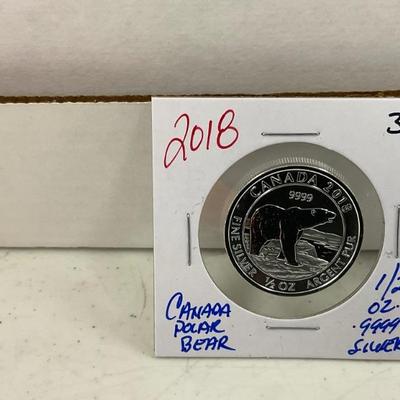 2018
3
CANADA 2018
9999
FINE SILVER 1/2 OZ ARGENT PUR
CANADA
POLAR
BEAR
1/2
OZ.
.9999
SILVER